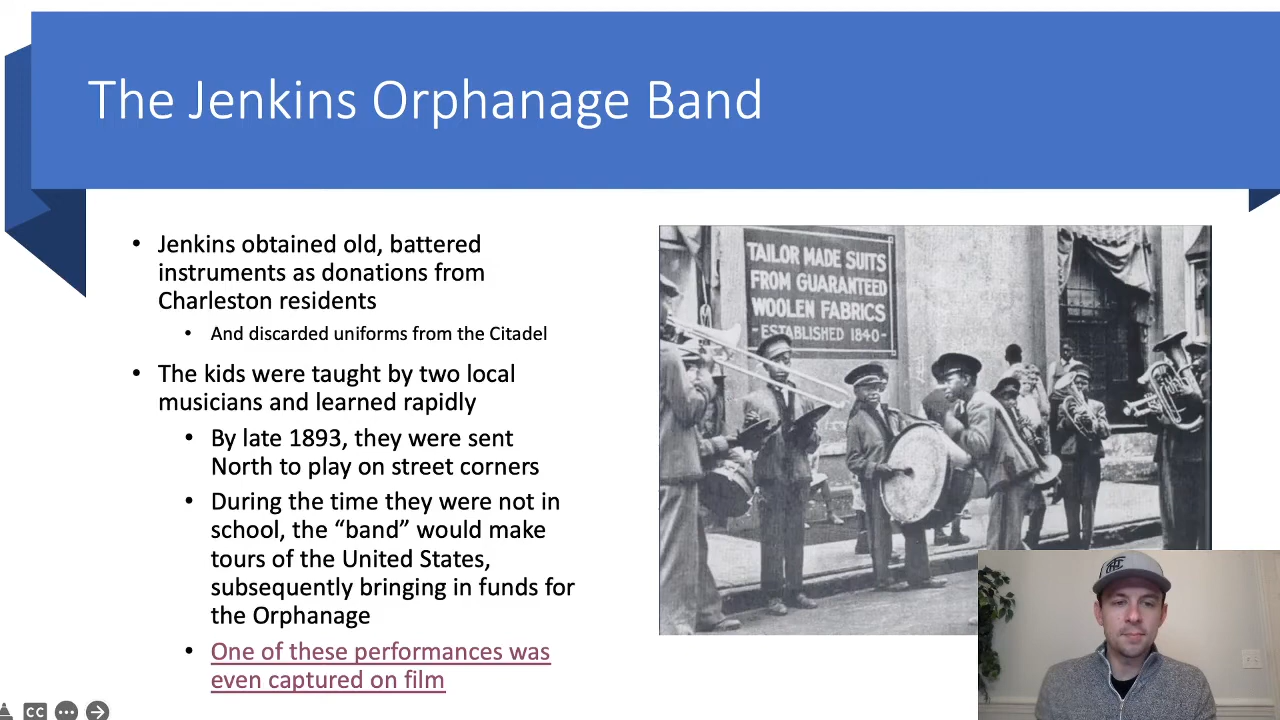 The Jenkins Orphanage Band
Jenkins obtained old, battered
instruments as donations from
Charleston residents
And discarded uniforms from the Citadel
The kids were taught by two local
musicians and learned rapidly
By late 1893, they were sent
North to play on street corners
During the time they were not in
school, the “band” would make
tours of the United States,
subsequently bringing in funds for
the Orphanage
One of these performances was
even captured on film
TAILOR MADE SUITS
FROM GUARANTEED
WOOLEN FABRICS
-ESTABLISHED 1840-
CC